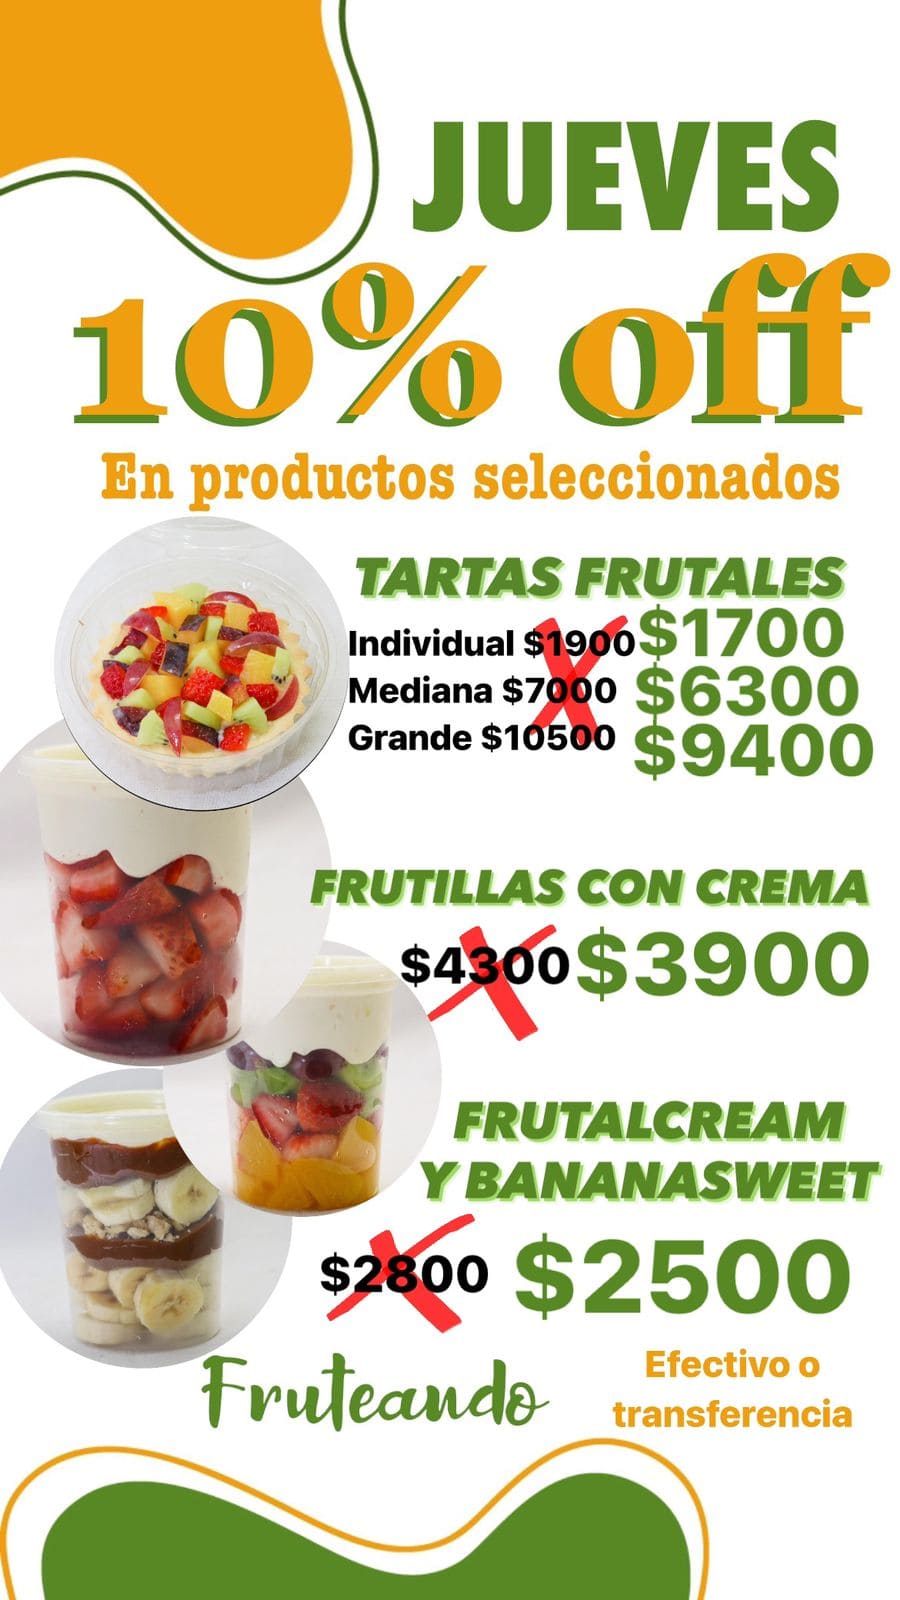 JUEVES
10% off
En productos seleccionados
TARTAS FRUTALES
Individual $1900 $1700
Mediana $7000 $6300
Grande $10500 $9400
FRUTILLAS CON CREMA
$4300 $3900
FRUTALCREAM
Y BANANASWEET
$2800 $2500
Fruteando
Efectivo o
transferencia